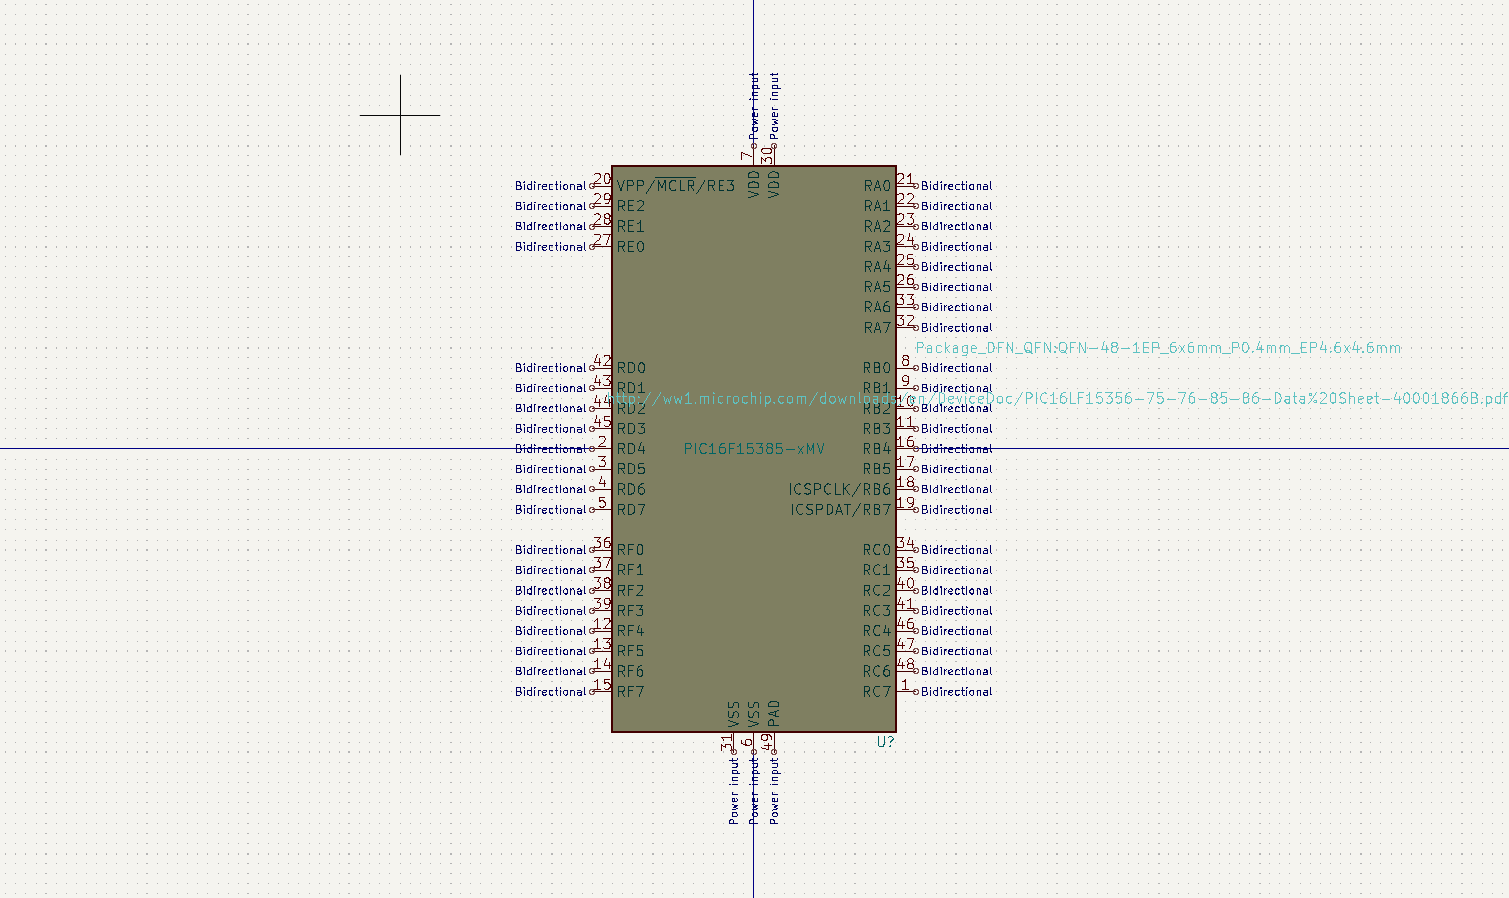 Power input Power input
7 30
VDD VDD
Bidirectional 20 VPP/MCLR/RE3 RA0 21 Bidirectional
Bidirectional 29 RE2 RA1 22 Bidirectional
Bidirectional 28 RE1 RA2 23 Bidirectional
Bidirectional 27 RE0 RA3 24 Bidirectional
RA4 25 Bidirectional
RA5 26 Bidirectional
RA6 33 Bidirectional
RA7 32 Bidirectional
Package_DFN_QFN:QFN-48-1EP_6x6mm_P0.4mm_EP4.6x4.6mm
Bidirectional 42 RD0 RB0 8 Bidirectional
Bidirectional 43 RD1 RB1 9 Bidirectional
http://ww1.microchip.com/downloads/en/DeviceDoc/PIC16LF15356-75-76-85-86-Data%20Sheet-40001866B.pdf
Bidirectional 44 RD2 RB2 10 Bidirectional
Bidirectional 45 RD3 RB3 11 Bidirectional
Bidirectional 2 RD4 PIC16F15385-xMV RB4 16 Bidirectional
Bidirectional 3 RD5 RB5 17 Bidirectional
Bidirectional 4 RD6 ICSPCLK/RB6 18 Bidirectional
Bidirectional 5 RD7 ICSPDAT/RB7 19 Bidirectional
Bidirectional 36 RF0 RC0 34 Bidirectional
Bidirectional 37 RF1 RC1 35 Bidirectional
Bidirectional 38 RF2 RC2 40 Bidirectional
Bidirectional 39 RF3 RC3 41 Bidirectional
Bidirectional 12 RF4 RC4 46 Bidirectional
Bidirectional 13 RF5 RC5 47 Bidirectional
Bidirectional 14 RF6 RC6 48 Bidirectional
Bidirectional 15 RF7 RC7 1 Bidirectional
VSS VSS PAD
31 6 49 U?
Power input Power input Power input